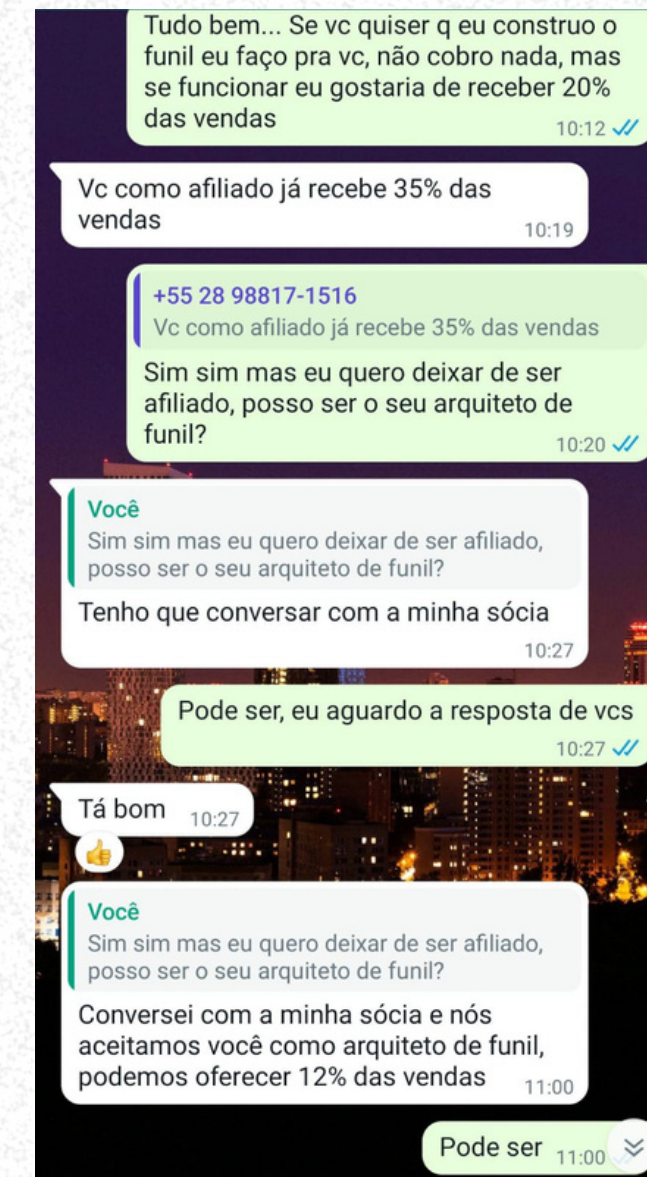 Tudo bem... Se vc quiser q eu construo o
funil eu faço pra vc, não cobro nada, mas
se funcionar eu gostaria de receber 20%
das vendas
10:12
Vc como afiliado já recebe 35% das
vendas
10:19
+55 28 98817-1516
Vc como afiliado já recebe 35% das vendas
Sim sim mas eu quero deixar de ser
afiliado, posso ser o seu arquiteto de
funil?
10:20
Você
Sim sim mas eu quero deixar de ser afiliado,
posso ser o seu arquiteto de funil?
Tenho que conversar com a minha sócia
10:27
Pode ser, eu aguardo a resposta de vcs
10:27
Tá bom 10:27
Você
Sim sim mas eu quero deixar de ser afiliado,
posso ser o seu arquiteto de funil?
Conversei com a minha sócia e nós
aceitamos você como arquiteto de funil,
podemos oferecer 12% das vendas 11:00
Pode ser 11:00